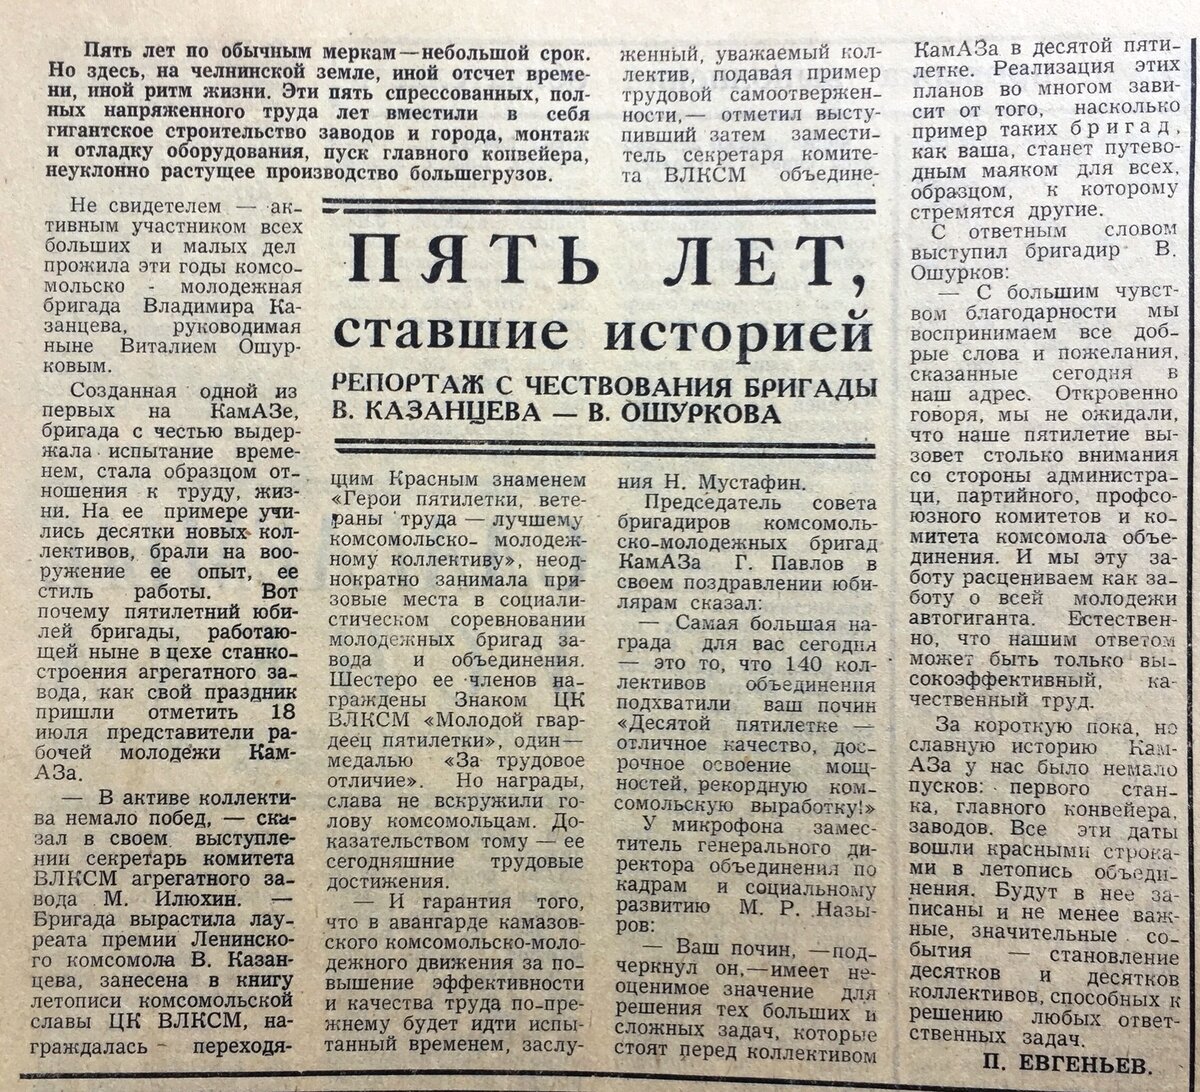 Пять лет по обычным меркам — небольшой срок.
Но здесь, на челнинской земле, иной отсчет време-
ни, иной ритм жизни. Эти пять спрессованных, пол-
ных напряженного труда лет вместили в себя
гигантское строительство заводов и города, монтаж
и отладку оборудования, пуск главного конвейера,
неуклонно растущее производство большегрузов.
ПЯТЬ ЛЕТ,
ставшие историей
РЕПОРТАЖ С ЧЕСТВОВАНИЯ БРИГАДЫ
В. КАЗАНЦЕВА — В. ОШУРКОВА
Не свидетелем — ак-
тивным участником всех
больших и малых дел
прожила эти годы комсо-
мольско - молодежная
бригада Владимира Ка-
занцева, руководимая
ныне Виталием Ошур-
ковым.
Созданная одной из
первых на КамАЗе,
бригада с честью выдер-
жала испытание време-
нем, стала образцом от-
ношения к труду, жиз-
ни. На ее примере учи-
лись десятки новых кол-
лективов, брали на воо-
ружение ее опыт, ее
стиль работы. Вот
почему пятилетний юби-
лей бригады, работаю-
щей ныне в цехе станко-
строения агрегатного за-
вода, как свой праздник
пришли отметить 18
июля представители ра-
бочей молодежи Кам-
АЗа.
— В активе коллекти-
ва немало побед, — ска-
зал в своем выступле-
нии секретарь комитета
ВЛКСМ агрегатного за-
вода М. Илюхин. —
Бригада вырастила лау-
реата премии Ленинско-
го комсомола В. Казан-
цева, занесена в книгу
летописи комсомольской
славы ЦК ВЛКСМ, на-
граждалась переходя-
щим Красным знаменем
«Герои пятилетки, вете-
раны труда — лучшему
комсомольско- молодеж-
ному коллективу», неод-
нократно занимала при-
зовые места в социали-
стическом соревновании
молодежных бригад за-
вода и объединения.
Шестеро ее членов на-
граждены Знаком ЦК
ВЛКСМ «Молодой гвар-
деец пятилетки», один—
медалью «За трудовое
отличие». Но награды,
слава не вскружили го-
лову комсомольцам. До-
казательством тому — ее
сегодняшние трудовые
достижения.
— И гарантия того,
что в авангарде камазов-
ского комсомольско-моло-
дежного движения за по-
вышение эффективности
и качества труда по-пре-
жнему будет идти испы-
танный временем, заслу-
женный, уважаемый кол-
лектив, подавая пример
трудовой самоотвержен-
ности,— отметил высту-
пивший затем замести-
тель секретаря комите-
та ВЛКСМ объедине-
ния Н. Мустафин.
Председатель совета
бригадиров комсомоль-
ско-молодежных бригад
КамАЗа Г. Павлов в
своем поздравлении юби-
лярам сказал:
— Самая большая на-
града для вас сегодня
— это то, что 140 кол-
лективов объединения
подхватили ваш почин
«Десятой пятилетке —
отличное качество, дос-
рочное освоение мощ-
ностей, рекордную ком-
сомольскую выработку!»
У микрофона замес-
титель генерального ди-
ректора объединения по
кадрам и социальному
развитию М. Р. Назы-
ров:
— Ваш почин, —под-
черкнул он,—имеет не-
оценимое значение для
решения тех больших и
сложных задач, которые
стоят перед коллективом
КамАЗа в десятой пяти-
летке. Реализация этих
планов во многом зави-
сит от того, насколько
пример таких бригад,
как ваша, станет путево-
дным маяком для всех,
образцом, к которому
стремятся другие.
С ответным словом
выступил бригадир В.
Ошурков:
— С большим чувст-
вом благодарности мы
воспринимаем все доб-
рые слова и пожелания,
сказанные сегодня в
наш адрес. Откровенно
говоря, мы не ожидали,
что наше пятилетие вы-
зовет столько внимания
со стороны администра-
ци, партийного, профсо-
юзного комитетов и ко-
митета комсомола объе-
динения. И мы эту за-
боту расцениваем как за-
боту о всей молодежи
автогиганта. Естествен-
но, что нашим ответом
может быть только вы-
сокоэффективный, ка-
чественный труд.
За короткую пока, но
славную историю Кам-
АЗа у нас было немало
пусков: первого стан-
ка, главного конвейера,
заводов. Все эти даты
вошли красными строка-
ми в летопись объеди-
нения. Будут в нее за-
писаны и не менее важ-
ные, значительные со-
бытия — становление
десятков и десятков
коллективов, способных к
решению любых ответ-
ственных задач.
П. ЕВГЕНЬЕВ.